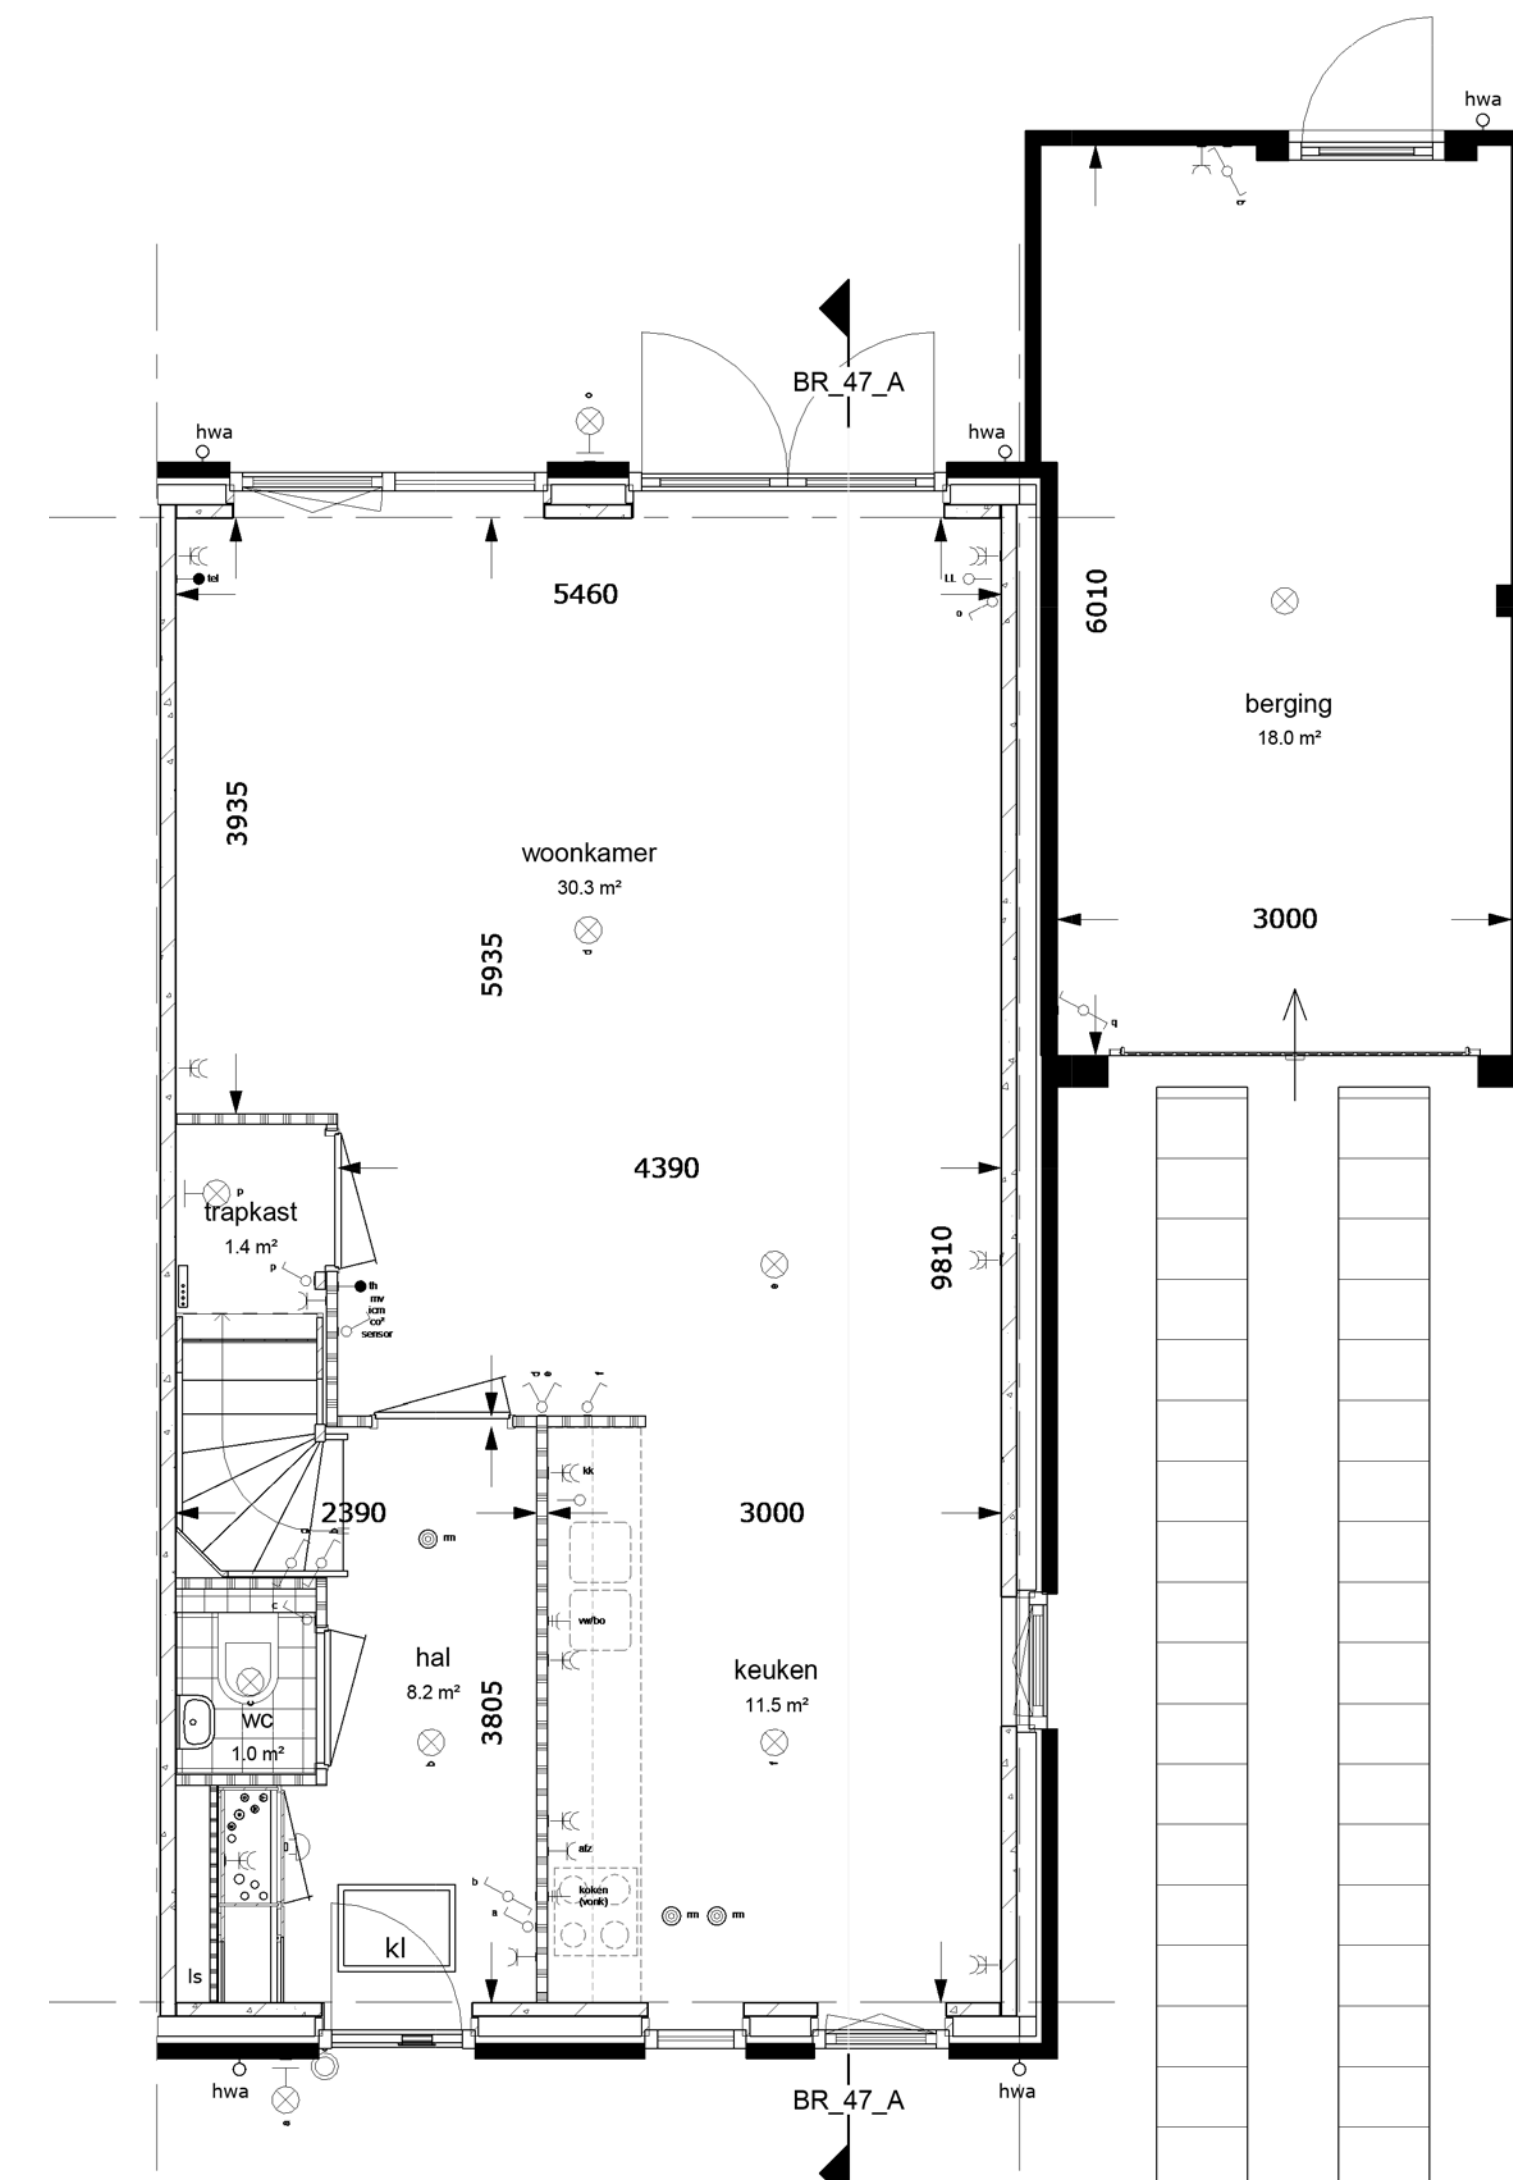 hwa
BR_47_A
hwa
hwa
tel
LL
o
5460
6010
berging
18.0 m²
3935
woonkamer
30.3 m²
5935
3000
q
4390
p
trapkast
1.4 m²
p
9810
e
th
mv
icm
co²
sensor
d e
f
kk
2390
3000
rm
c
vw/bo
hal
8.2 m²
3805
keuken
11.5 m²
c
wc
1.0 m²
b
f
afz
b
koken
(vonk)
a
rm
rm
kl
ls
hwa
BR_47_A
hwa
a